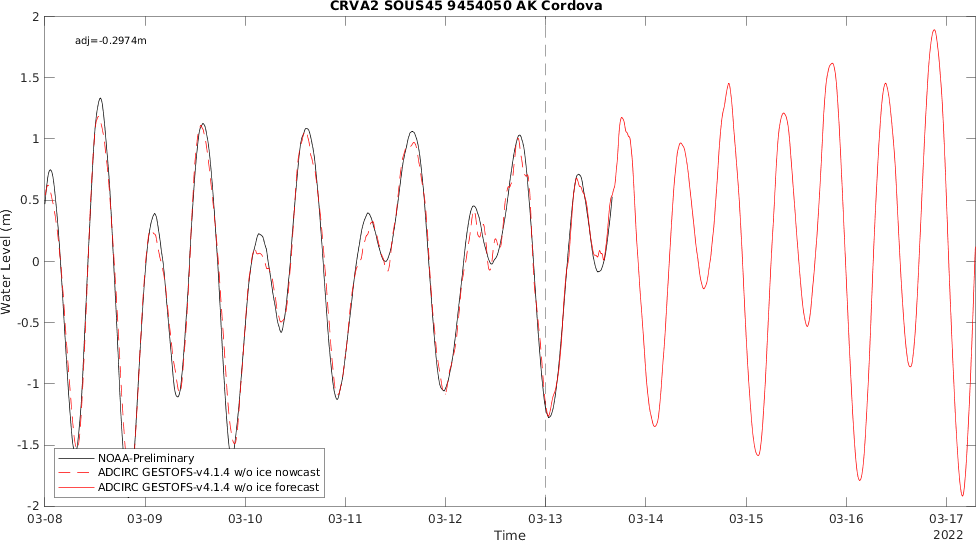 CRVA2 SOUS45 9454050 AK Cordova
adj=-0.2974m
Water Level (m)
2
1.5
1
0.5
0
-0.5
-1
-1.5
-2
NOAA-Preliminary
ADCIRC GESTOFS-v4.1.4 w/o ice nowcast
ADCIRC GESTOFS-v4.1.4 w/o ice forecast
03-08 03-09 03-10 03-11 03-12 03-13 03-14 03-15 03-16 03-17
Time
2022